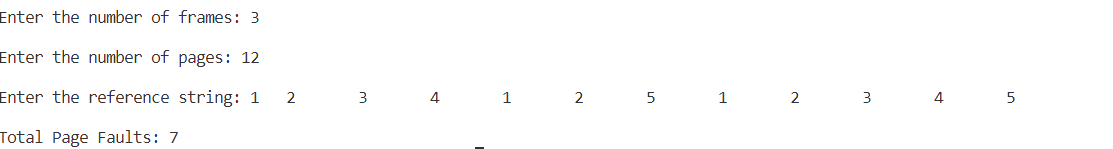 Enter the number of frames: 3
Enter the number of pages: 12
Enter the reference string: 1 2 3 4 1 2 5 1 2 3 4 5
Total Page Faults: 7